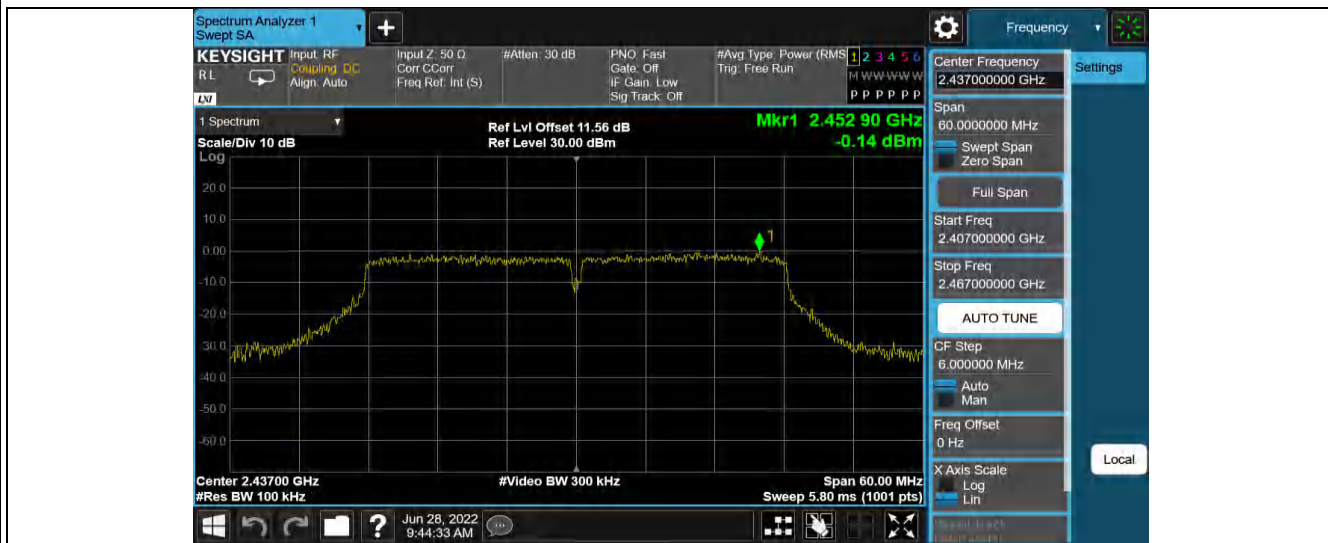 Spectrum Analyzer 1
Swept SA
Frequency
KEYSIGHT
R L
LXI
Input: RF
Coupling: DC
Align: Auto
Input Z: 50 Ω
Corr CCorr
Freq Ref: Int (S)
#Atten: 30 dB
PNO: Fast
Gate: Off
IF Gain: Low
Sig Track: Off
#Avg Type: Power (RMS
Trig: Free Run
1 2 3 4 5 6
M W W W W W
P P P P P P
1 Spectrum
Scale/Div 10 dB
Ref Lvl Offset 11.56 dB
Ref Level 30.00 dBm
Mkr1 2.452 90 GHz
-0.14 dBm
Log
20.0
10.0
0.00
-10.0
-20.0
-30.0
-40.0
-50.0
-60.0
1
Center 2.43700 GHz
#Res BW 100 kHz
#Video BW 300 kHz
Span 60.00 MHz
Sweep 5.80 ms (1001 pts)
Jun 28, 2022
9:44:33 AM
Center Frequency
2.437000000 GHz
Settings
Span
60.0000000 MHz
Swept Span
Zero Span
Full Span
Start Freq
2.407000000 GHz
Stop Freq
2.467000000 GHz
AUTO TUNE
CF Step
6.000000 MHz
Auto
Man
Freq Offset
0 Hz
X Axis Scale
Log
Lin
Local